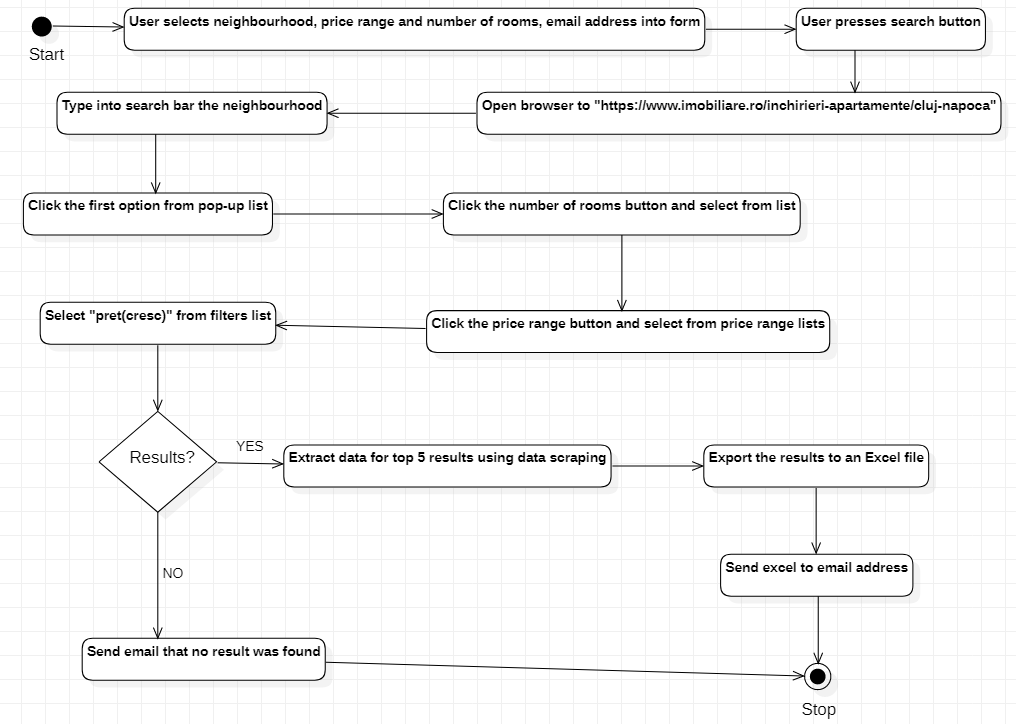 User selects neighbourhood, price range and number of rooms, email address into form
User presses search button
Start
Type into search bar the neighbourhood
Open browser to "https://www.imobiliare.ro/inchirieri-apartamente/cluj-napoca"
Click the first option from pop-up list
Click the number of rooms button and select from list
Select "pret(cresc)" from filters list
Click the price range button and select from price range lists
Results?
YES
Extract data for top 5 results using data scraping
Export the results to an Excel file
NO
Send excel to email address
Send email that no result was found
Stop